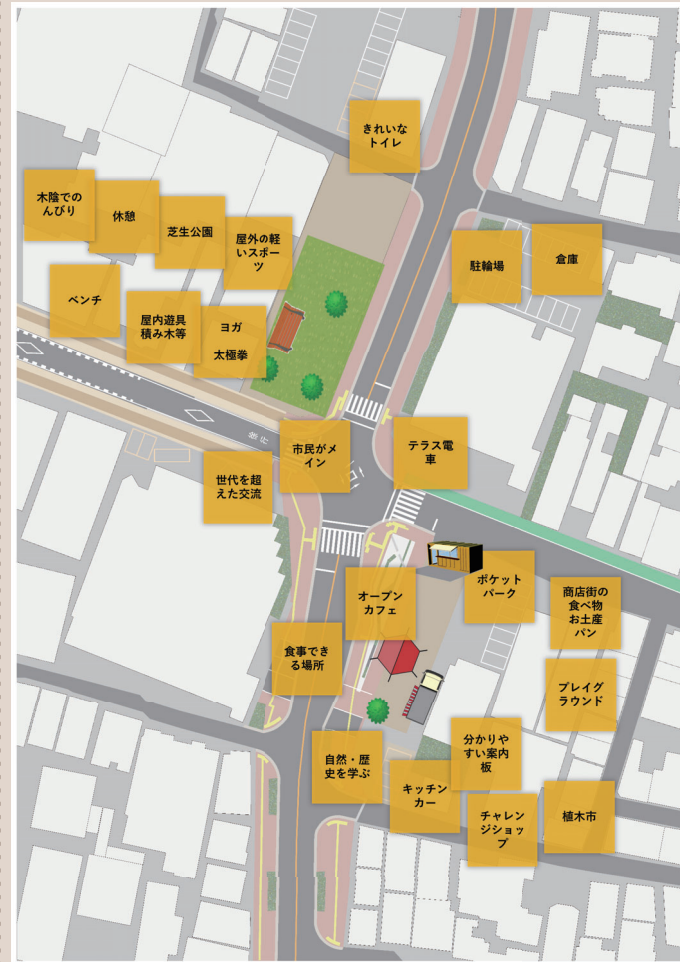 きれいな
トイレ
木陰での
んびり
休憩
芝生公園
屋外の軽
いスポー
ツ
駐輪場
倉庫
ベンチ
屋内遊具
積み木等
ヨガ
太極拳
市民がメ
イン
テラス電
車
世代を超
えた交流
オープン
カフェ
ポケット
パーク
商店街の
食べ物
お土産
パン
食事でき
る場所
プレイグ
ラウンド
自然・歴
史を学ぶ
分かりや
すい案内
板
キッチン
カー
チャレン
ジショッ
プ
植木市